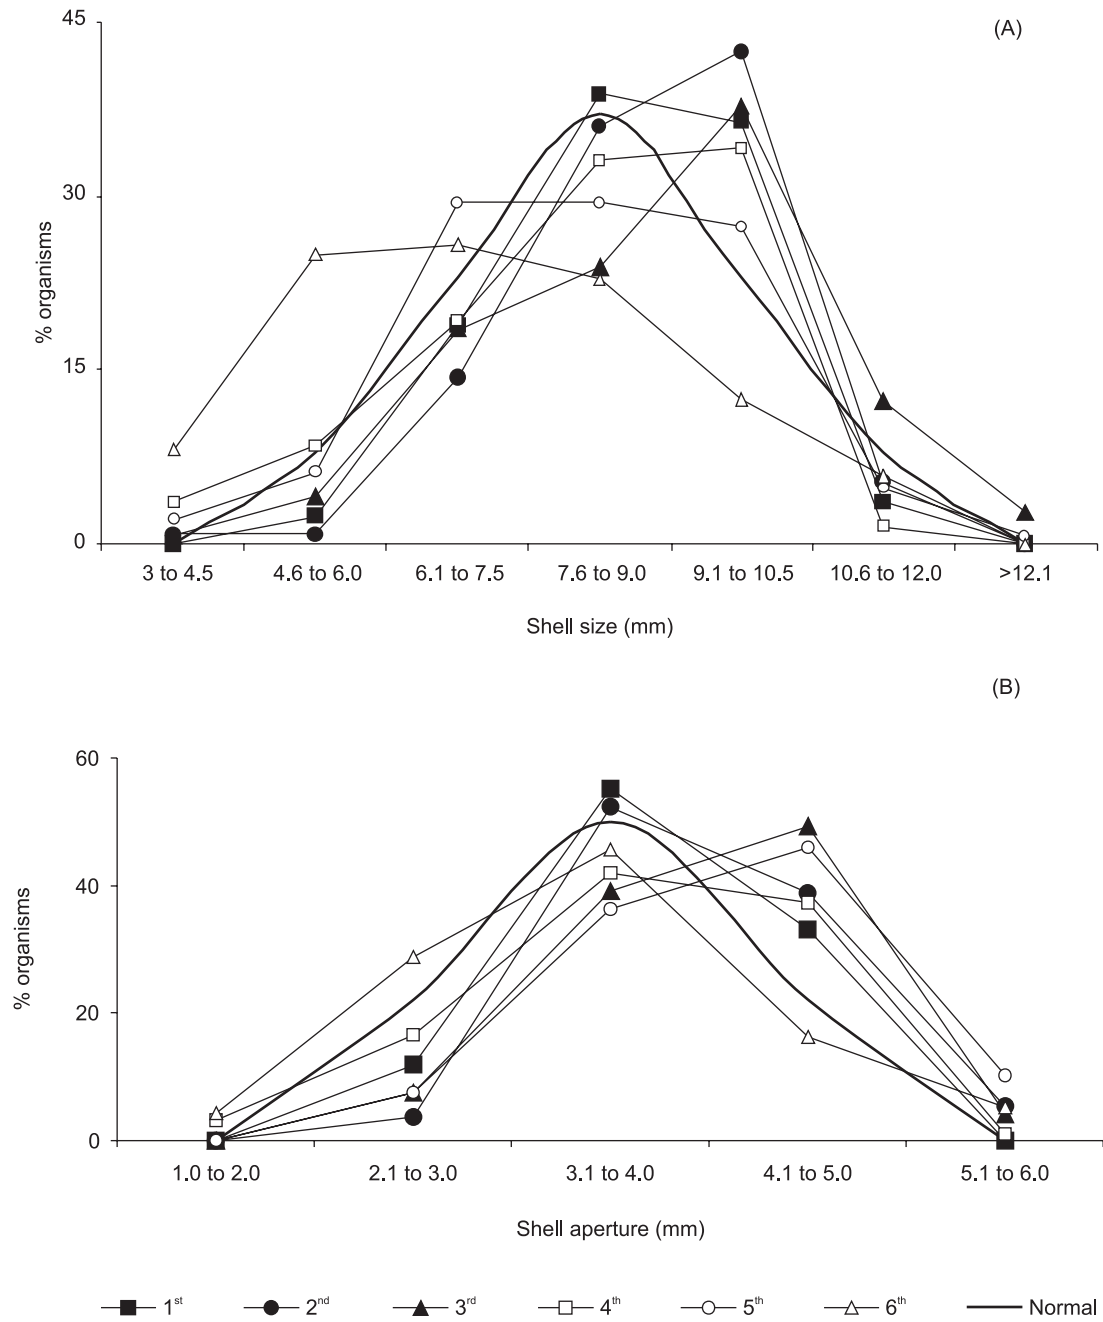 (A)
45
30
15
0
% organisms
3 to 4.5 4.6 to 6.0 6.1 to 7.5 7.6 to 9.0 9.1 to 10.5 10.6 to 12.0 >12.1
Shell size (mm)
(B)
60
40
20
0
% organisms
1.0 to 2.0 2.1 to 3.0 3.1 to 4.0 4.1 to 5.0 5.1 to 6.0
Shell aperture (mm)
1st 2nd 3rd 4th 5th 6th Normal